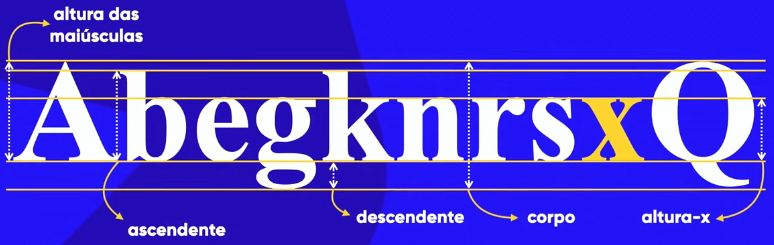 altura das
maiúsculas
AbegknrsxQ
ascendente
descendente
corpo
altura-x